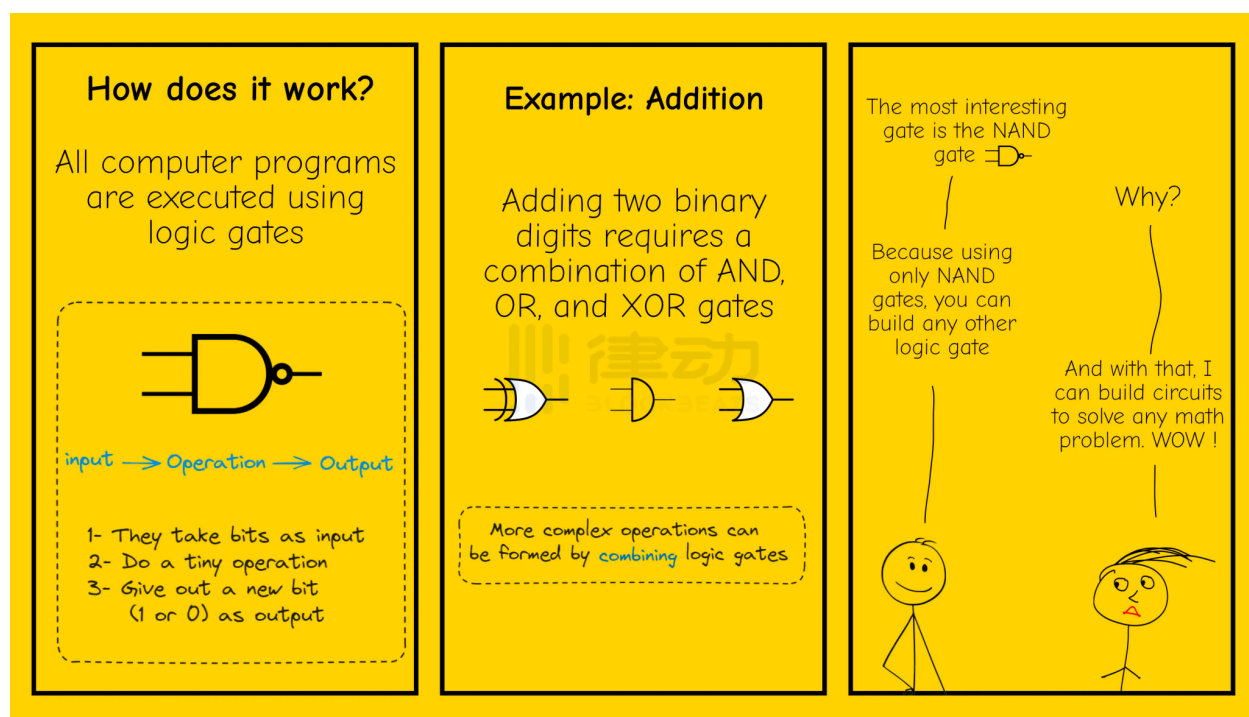 How does it work?
All computer programs
are executed using
logic gates
input → Operation → Output
1- They take bits as input
2- Do a tiny operation
3- Give out a new bit
(1 or 0) as output
Example: Addition
Adding two binary
digits requires a
combination of AND,
OR, and XOR gates
律动
BLOCKBEATS
More complex operations can
be formed by combining logic gates
The most interesting
gate is the NAND
gate
Why?
Because using
only NAND
gates, you can
build any other
logic gate
And with that, I
can build circuits
to solve any math
problem. WOW !